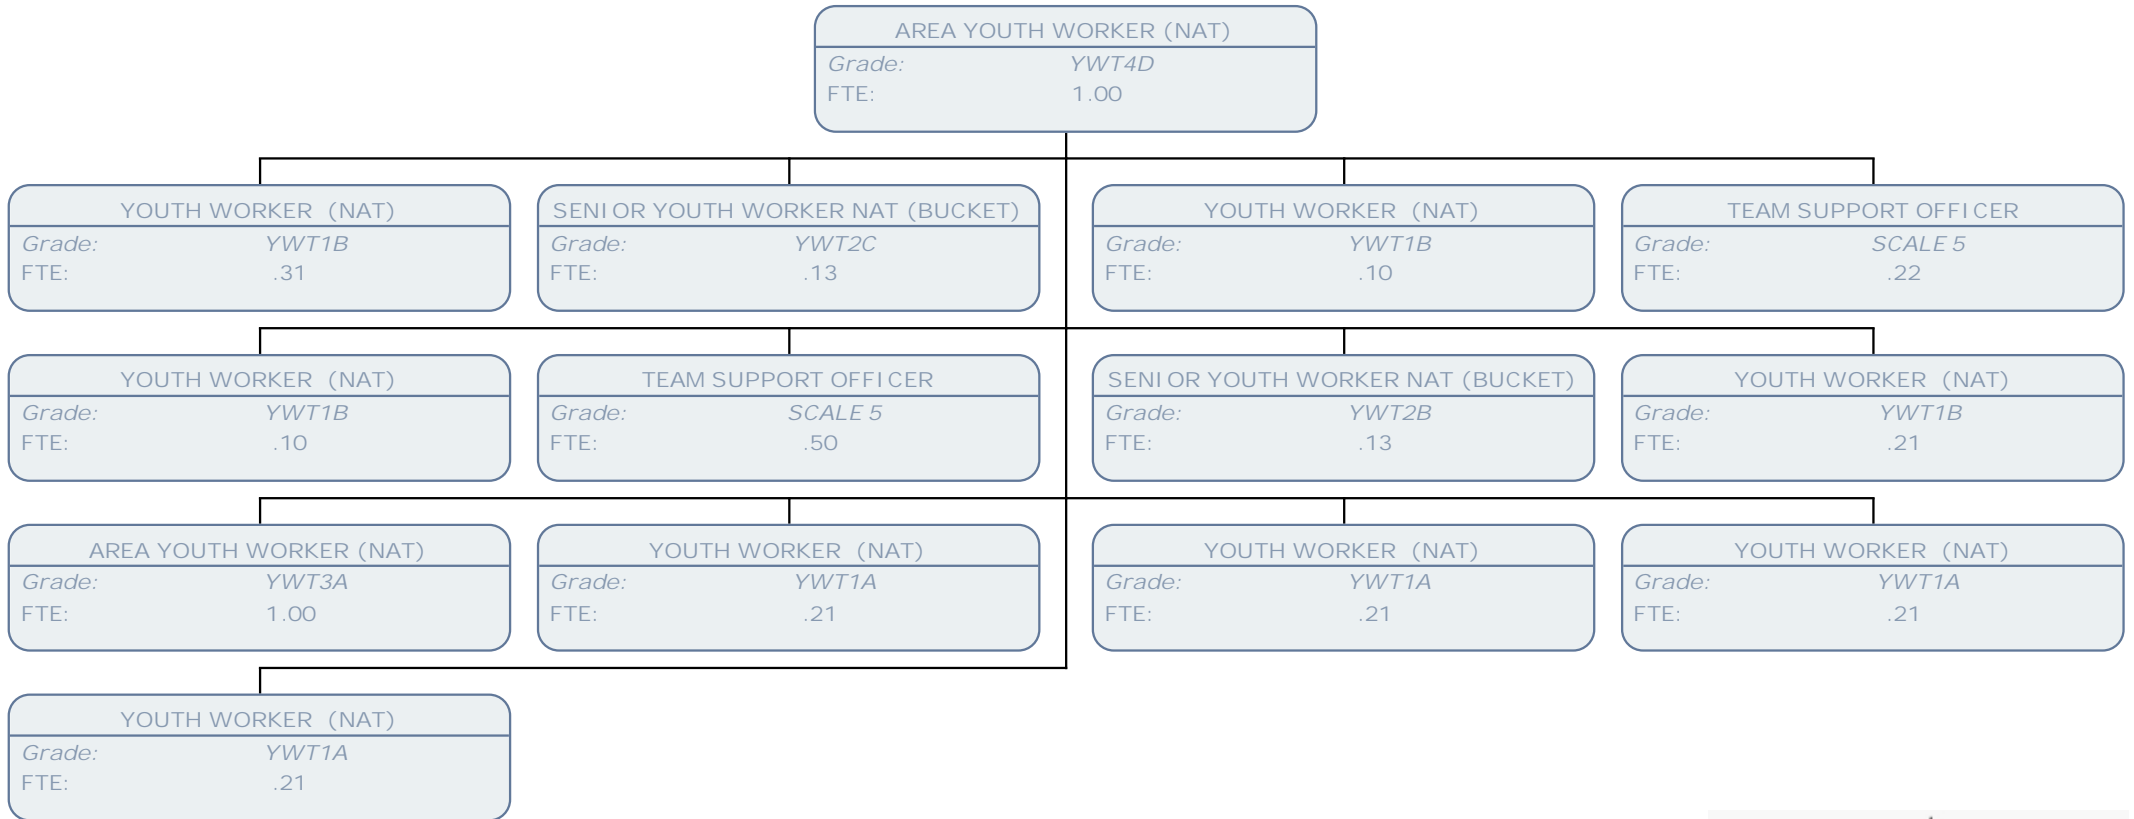 AREA YOUTH WORKER (NAT)
Grade: YWT4D
FTE: 1.00
YOUTH WORKER (NAT)
Grade: YWT1B
FTE: .31
SENIOR YOUTH WORKER NAT (BUCKET)
Grade: YWT2C
FTE: .13
YOUTH WORKER (NAT)
Grade: YWT1B
FTE: .10
TEAM SUPPORT OFFICER
Grade: SCALE 5
FTE: .22
YOUTH WORKER (NAT)
Grade: YWT1B
FTE: .10
TEAM SUPPORT OFFICER
Grade: SCALE 5
FTE: .50
SENIOR YOUTH WORKER NAT (BUCKET)
Grade: YWT2B
FTE: .13
YOUTH WORKER (NAT)
Grade: YWT1B
FTE: .21
AREA YOUTH WORKER (NAT)
Grade: YWT3A
FTE: 1.00
YOUTH WORKER (NAT)
Grade: YWT1A
FTE: .21
YOUTH WORKER (NAT)
Grade: YWT1A
FTE: .21
YOUTH WORKER (NAT)
Grade: YWT1A
FTE: .21
YOUTH WORKER (NAT)
Grade: YWT1A
FTE: .21